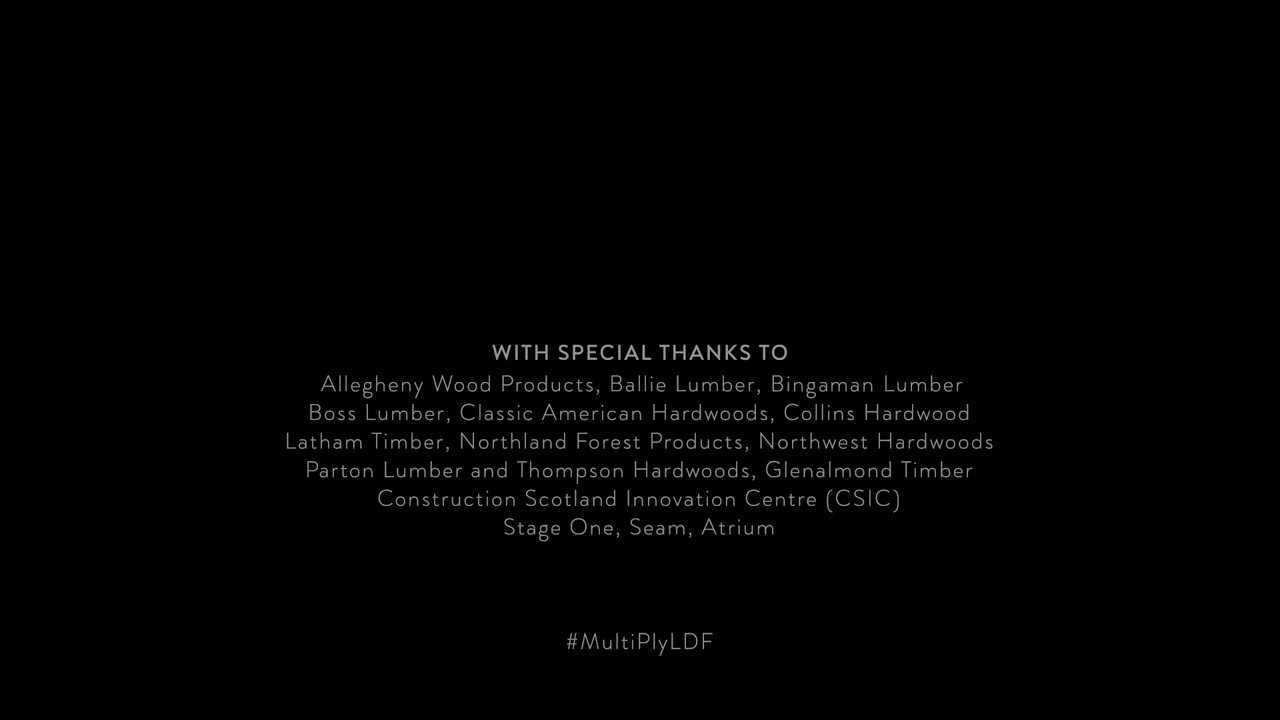 WITH SPECIAL THANKS TO
Allegheny Wood Products, Ballie Lumber, Bingaman Lumber
Boss Lumber, Classic American Hardwoods, Collins Hardwood
Latham Timber, Northland Forest Products, Northwest Hardwoods
Parton Lumber and Thompson Hardwoods, Glenalmond Timber
Construction Scotland Innovation Centre (CSIC)
Stage One, Seam, Atrium
#MultiPlyLDF